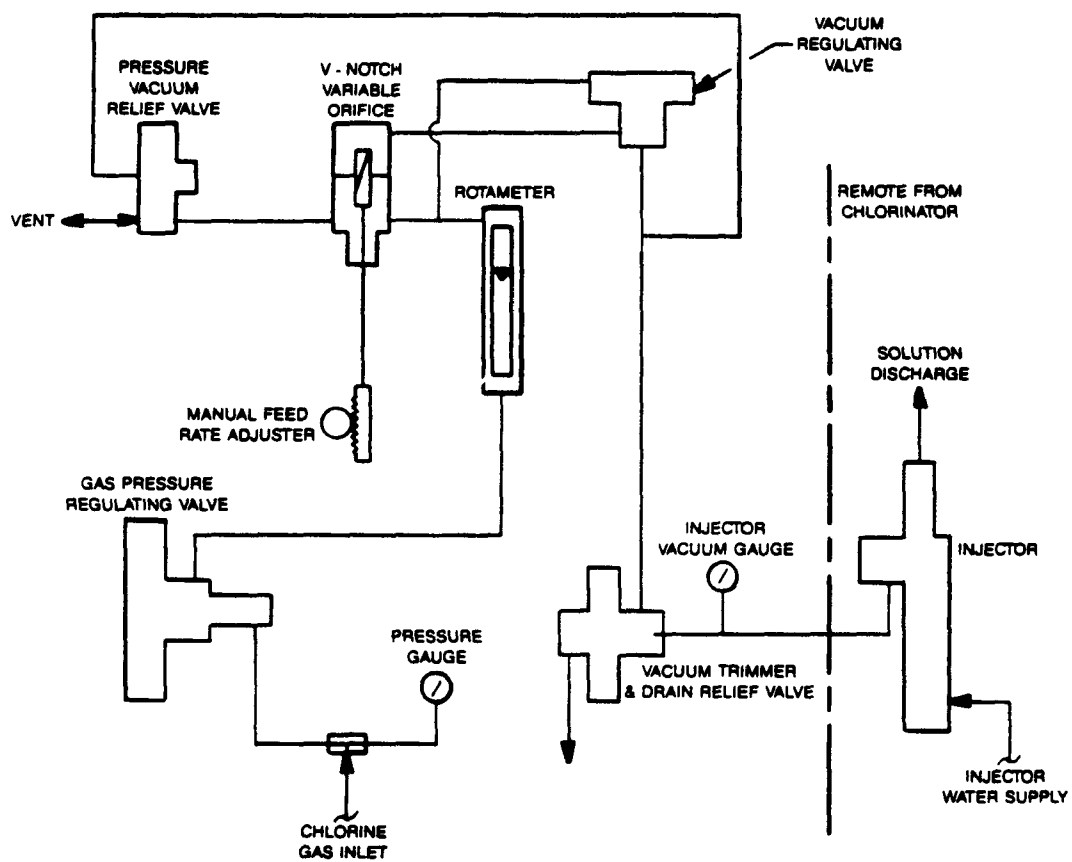 VACUUM
REGULATING
VALVE
PRESSURE
VACUUM
RELIEF VALVE
V - NOTCH
VARIABLE
ORIFICE
ROTAMETER
REMOTE FROM
CHLORINATOR
VENT
SOLUTION
DISCHARGE
MANUAL FEED
RATE ADJUSTER
GAS PRESSURE
REGULATING VALVE
INJECTOR
VACUUM GAUGE
INJECTOR
PRESSURE
GAUGE
VACUUM TRIMMER
& DRAIN RELIEF VALVE
INJECTOR
WATER SUPPLY
CHLORINE
GAS INLET